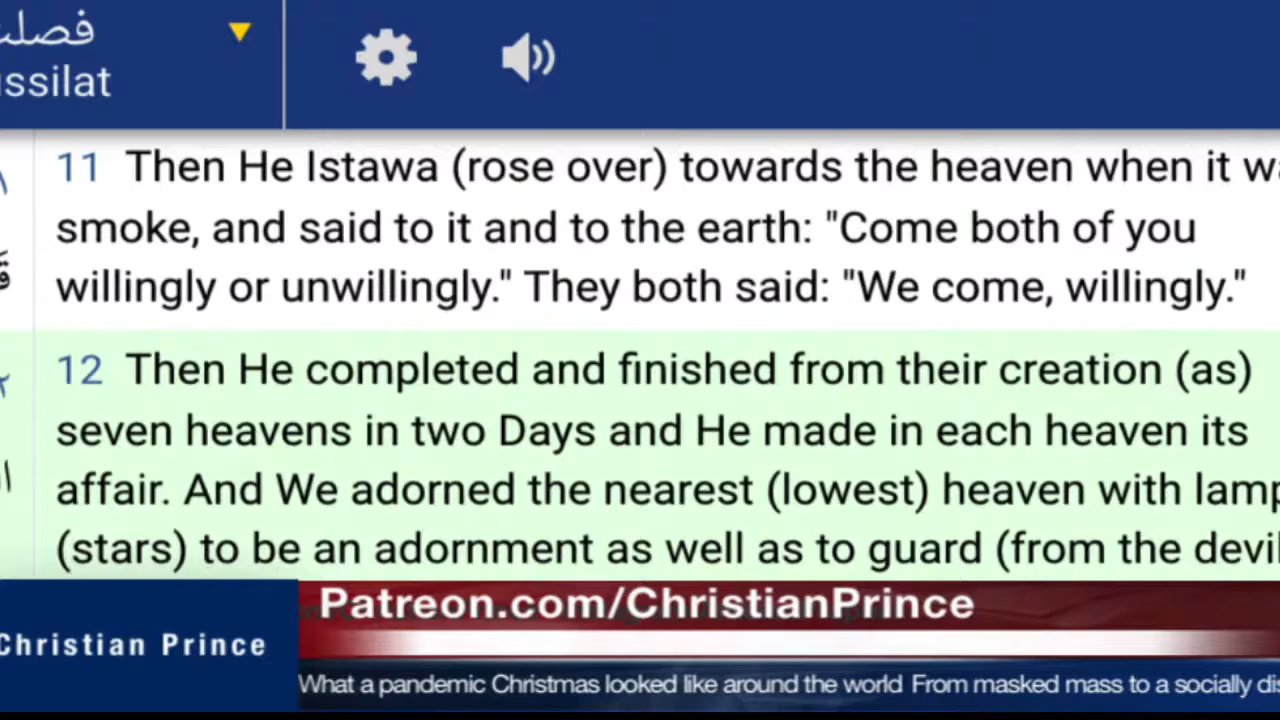 فصلت
ssilat
11 Then He Istawa (rose over) towards the heaven when it wa
smoke, and said to it and to the earth: "Come both of you
willingly or unwillingly." They both said: "We come, willingly."
12 Then He completed and finished from their creation (as)
seven heavens in two Days and He made in each heaven its
affair. And We adorned the nearest (lowest) heaven with lamp
(stars) to be an adornment as well as to guard (from the devil
Patreon.com/ChristianPrince
Christian Prince
What a pandemic Christmas looked like around the world From masked mass to a socially dis